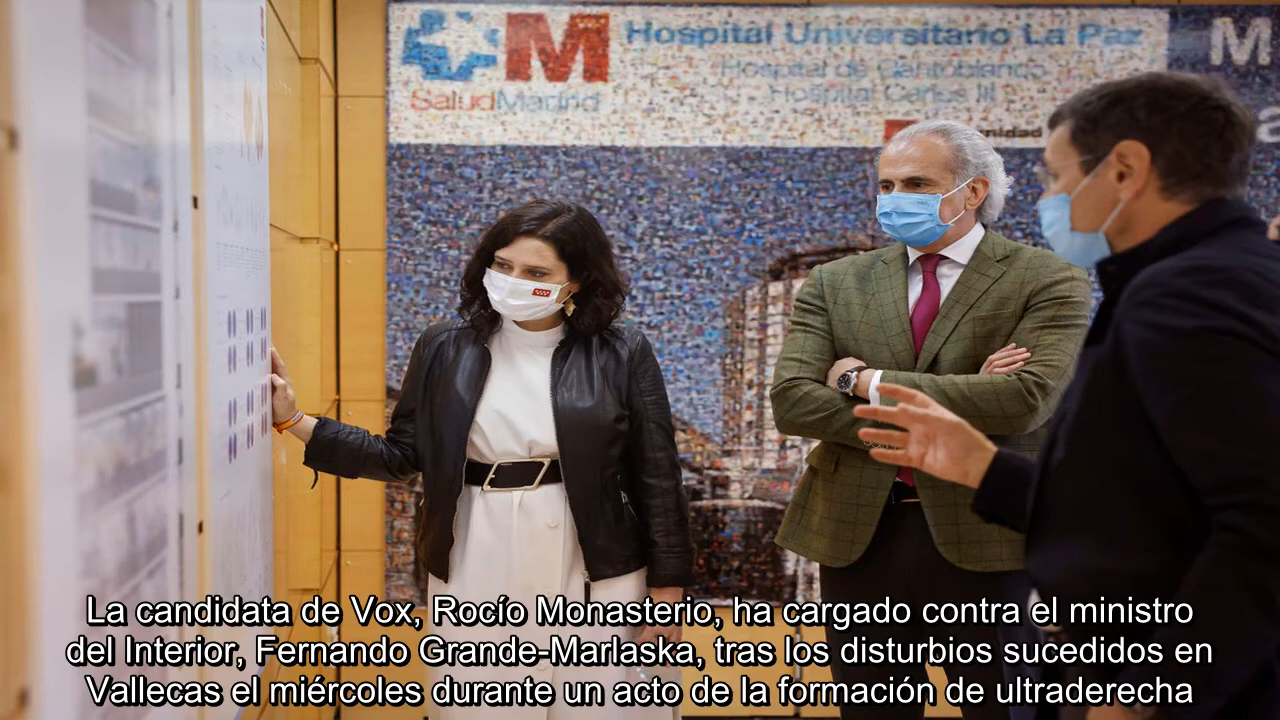 Hospital Universitario La Paz
Hospital de Cantoblanco
Hospital Carlos III
SaludMadrid
M
M
La candidata de Vox, Rocío Monasterio, ha cargado contra el ministro
del Interior, Fernando Grande-Marlaska, tras los disturbios sucedidos en
Vallecas el miércoles durante un acto de la formación de ultraderecha